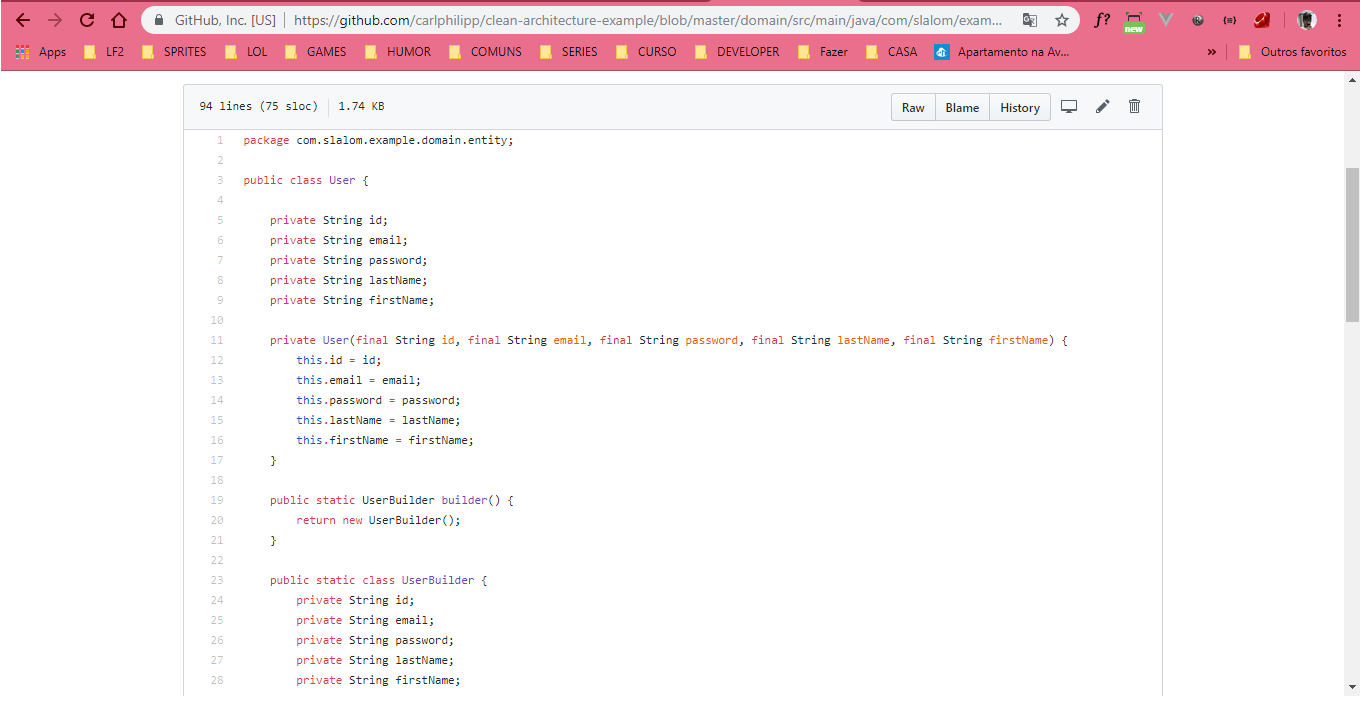 GitHub, Inc. [US] | https://github.com/carlphilipp/clean-architecture-example/blob/master/domain/src/main/java/com/slalom/exam... f? new
Apps LF2 SPRITES LOL GAMES HUMOR COMUNS SERIES CURSO DEVELOPER Fazer CASA Apartamento na Av... » Outros favoritos
94 lines (75 sloc) 1.74 KB Raw Blame History
1 package com.slalom.example.domain.entity;
2
3 public class User {
4
5 private String id;
6 private String email;
7 private String password;
8 private String lastName;
9 private String firstName;
10
11 private User(final String id, final String email, final String password, final String lastName, final String firstName) {
12 this.id = id;
13 this.email = email;
14 this.password = password;
15 this.lastName = lastName;
16 this.firstName = firstName;
17 }
18
19 public static UserBuilder builder() {
20 return new UserBuilder();
21 }
22
23 public static class UserBuilder {
24 private String id;
25 private String email;
26 private String password;
27 private String lastName;
28 private String firstName;